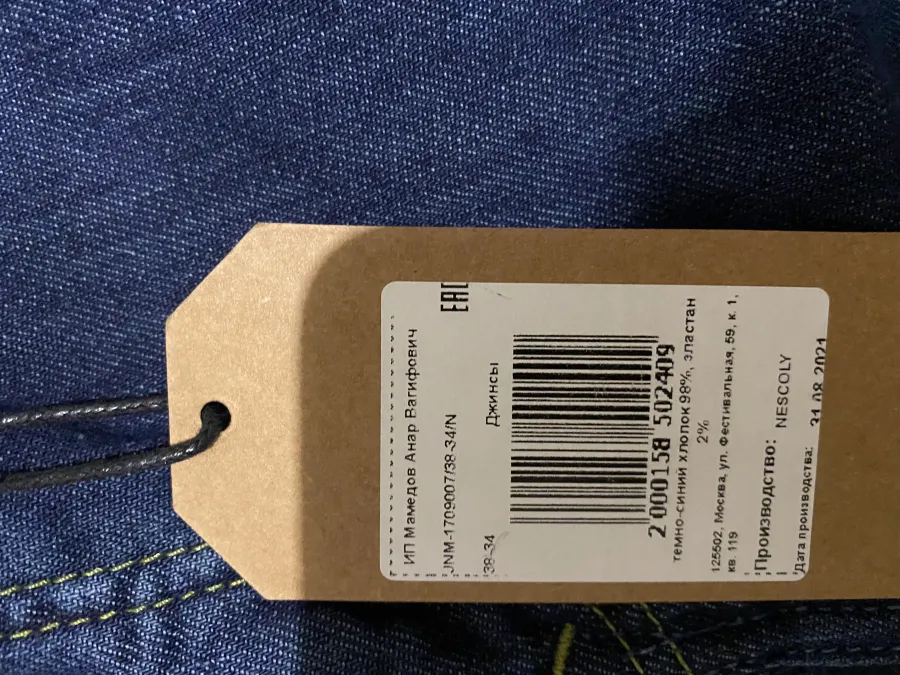 ИП Мамедов Анар Вагифович
JNM-1709007/38-34/N
EAC
38-34
Джинсы
2 000158 502409
темно-синий хлопок 98%, эластан
2%
125502, Москва, ул. Фестивальная, 59, к. 1,
кв. 119
Производство: NESCOLY
Дата производства: 31.08.2021